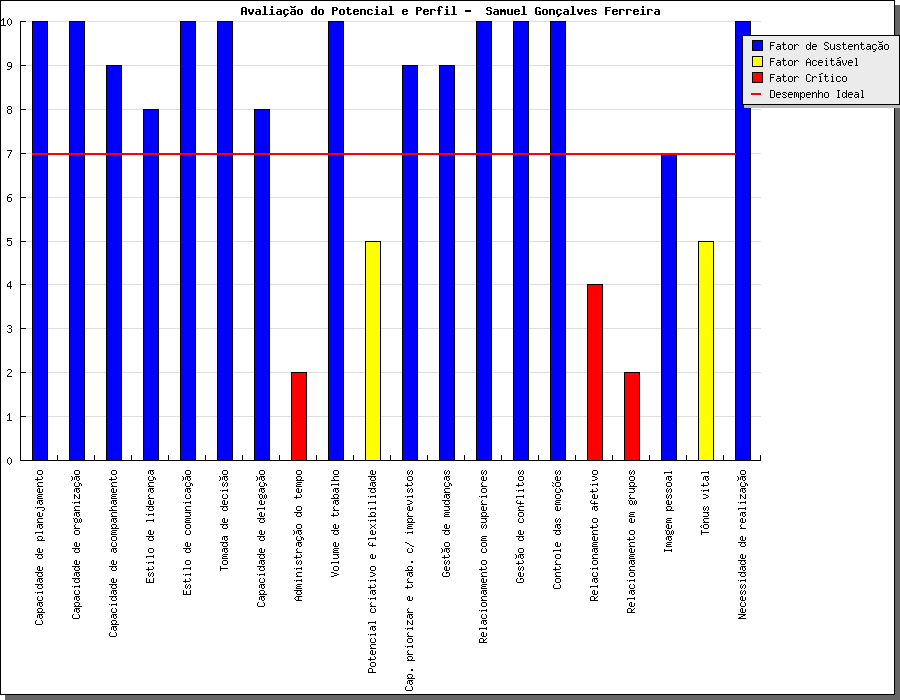 Avaliação do Potencial e Perfil -  Samuel Gonçalves Ferreira
10
9
8
7
6
5
4
3
2
1
0
Fator de Sustentação
Fator Aceitável
Fator Crítico
Desempenho Ideal
Capacidade de planejamento
Capacidade de organização
Capacidade de acompanhamento
Estilo de liderança
Estilo de comunicação
Tomada de decisão
Capacidade de delegação
Administração do tempo
Volume de trabalho
Potencial criativo e flexibilidade
Cap. priorizar e trab. c/ imprevistos
Gestão de mudanças
Relacionamento com superiores
Gestão de conflitos
Controle das emoções
Relacionamento afetivo
Relacionamento em grupos
Imagem pessoal
Tônus vital
Necessidade de realização